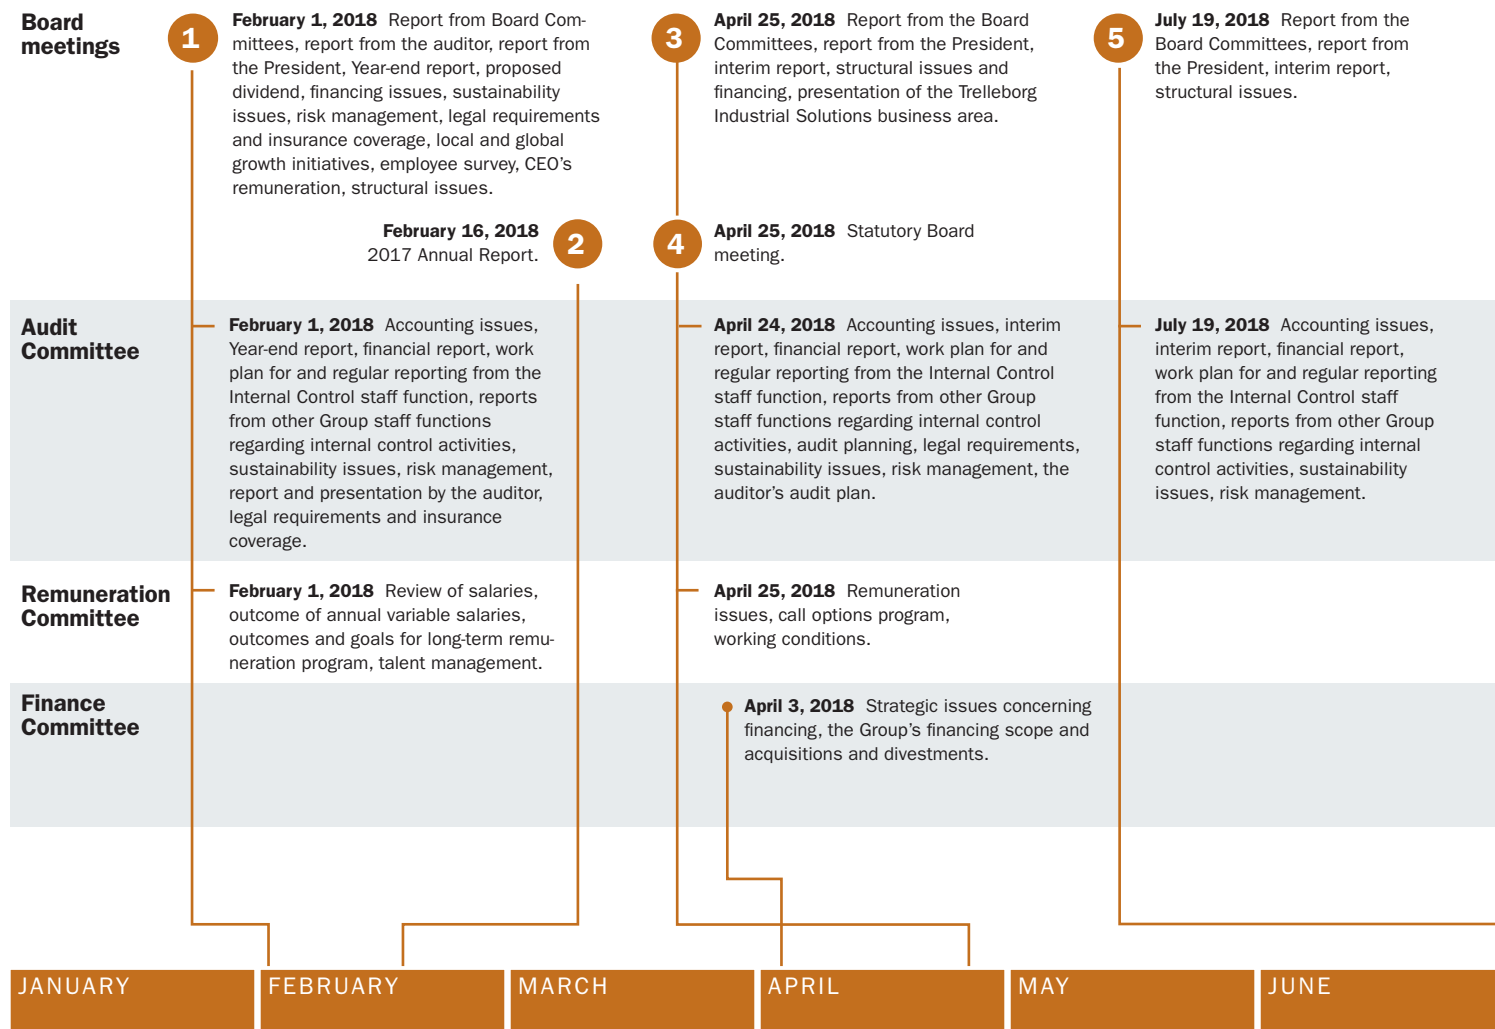 Board
meetings
1
February 1, 2018 Report from Board Com-
mittees, report from the auditor, report from
the President, Year-end report, proposed
dividend, financing issues, sustainability
issues, risk management, legal requirements
and insurance coverage, local and global
growth initiatives, employee survey, CEO's
remuneration, structural issues.
February 16, 2018
2017 Annual Report.
2
3
April 25, 2018 Report from the Board
Committees, report from the President,
interim report, structural issues and
financing, presentation of the Trelleborg
Industrial Solutions business area.
4
April 25, 2018 Statutory Board
meeting.
5
July 19, 2018 Report from the
Board Committees, report from
the President, interim report,
structural issues.
Audit
Committee
February 1, 2018 Accounting issues,
Year-end report, financial report, work
plan for and regular reporting from the
Internal Control staff function, reports
from other Group staff functions
regarding internal control activities,
sustainability issues, risk management,
report and presentation by the auditor,
legal requirements and insurance
coverage.
April 24, 2018 Accounting issues, interim
report, financial report, work plan for and
regular reporting from the Internal Control
staff function, reports from other Group
staff functions regarding internal control
activities, audit planning, legal requirements,
sustainability issues, risk management, the
auditor's audit plan.
July 19, 2018 Accounting issues,
interim report, financial report,
work plan for and regular reporting
from the Internal Control staff
function, reports from other Group
staff functions regarding internal
control activities, sustainability
issues, risk management.
Remuneration
Committee
February 1, 2018 Review of salaries,
outcome of annual variable salaries,
outcomes and goals for long-term remu-
neration program, talent management.
April 25, 2018 Remuneration
issues, call options program,
working conditions.
Finance
Committee
April 3, 2018 Strategic issues concerning
financing, the Group's financing scope and
acquisitions and divestments.
JANUARY
FEBRUARY
MARCH
APRIL
MAY
JUNE